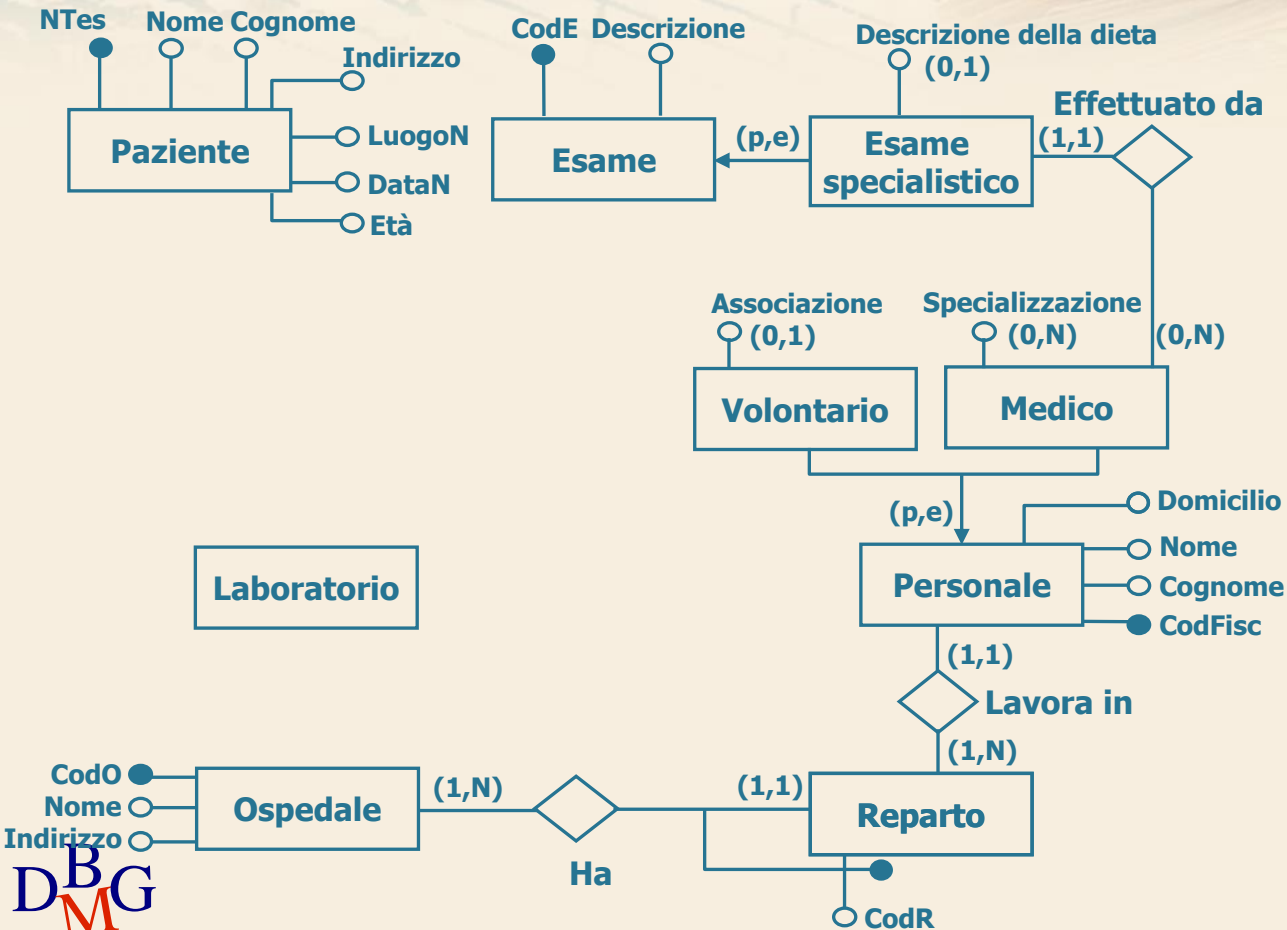 NTes
Nome Cognome
Indirizzo
Paziente
LuogoN
DataN
Età
CodE Descrizione
Esame
(p,e)
Descrizione della dieta
(0,1)
Esame
specialistico
Effettuato da
(1,1)
(0,N)
Associazione
(0,1)
Volontario
Specializzazione
(0,N)
Medico
(p,e)
Domicilio
Nome
Cognome
CodFisc
Personale
Laboratorio
(1,1)
Lavora in
(1,N)
CodO
Nome
Indirizzo
Ospedale
(1,N)
Ha
(1,1)
Reparto
CodR
DBMG